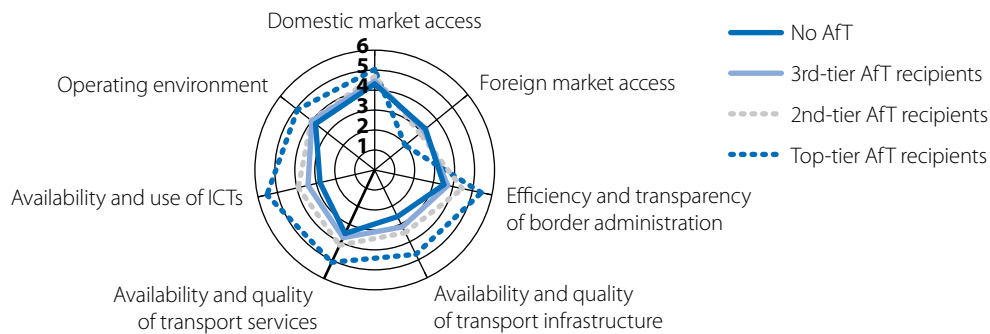 Domestic market access
6
5
4
3
2
1
Foreign market access
Efficiency and transparency
of border administration
Availability and quality
of transport infrastructure
Availability and quality
of transport services
Availability and use of ICTs
Operating environment
No AfT
3rd-tier AfT recipients
2nd-tier AfT recipients
Top-tier AfT recipients